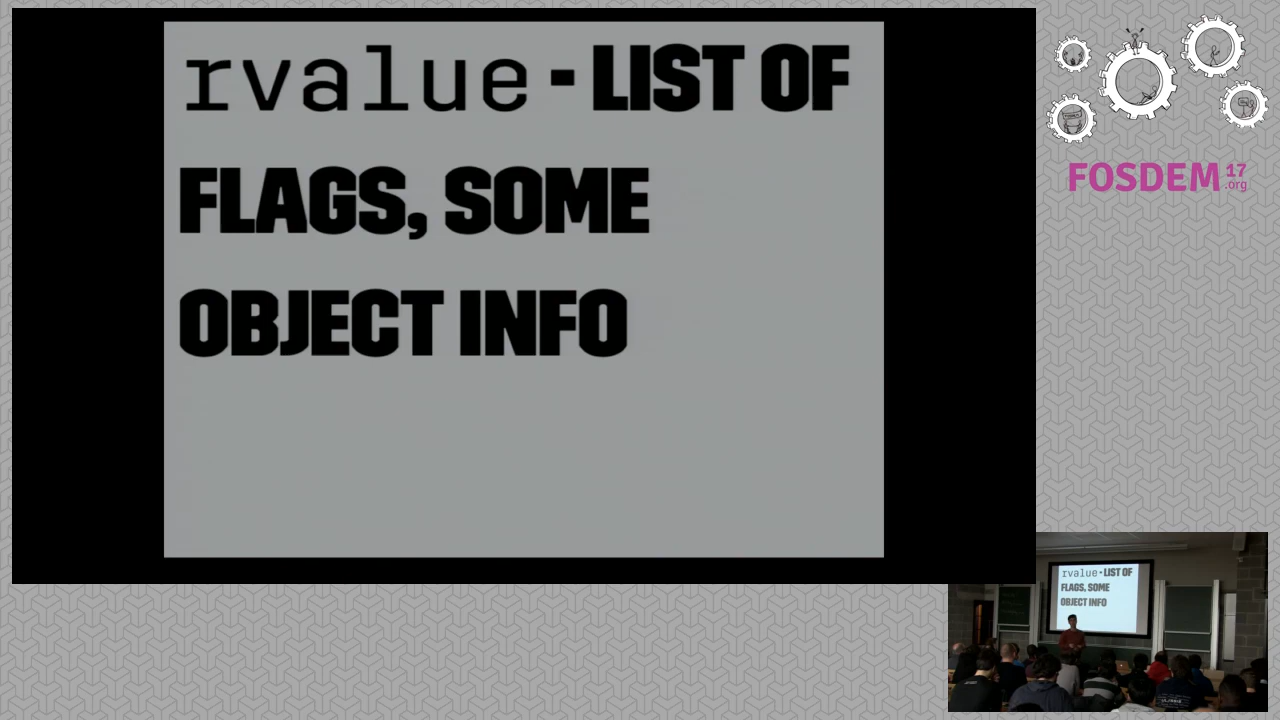 rvalue - LIST OF
FLAGS, SOME
OBJECT INFO
FOSDEM 17
.org
rvalue - LIST OF
FLAGS, SOME
OBJECT INFO